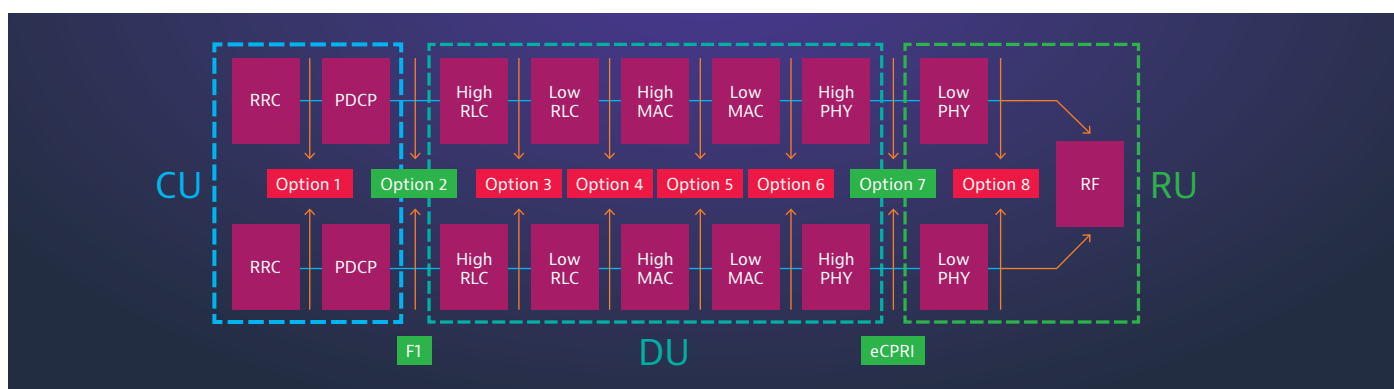 RRC
PDCP
High
RLC
Low
RLC
High
MAC
Low
MAC
High
PHY
Low
PHY
CU
Option 1
Option 2
Option 3
Option 4
Option 5
Option 6
Option 7
Option 8
RF
RU
RRC
PDCP
High
RLC
Low
RLC
High
MAC
Low
MAC
High
PHY
Low
PHY
F1
DU
eCPRI